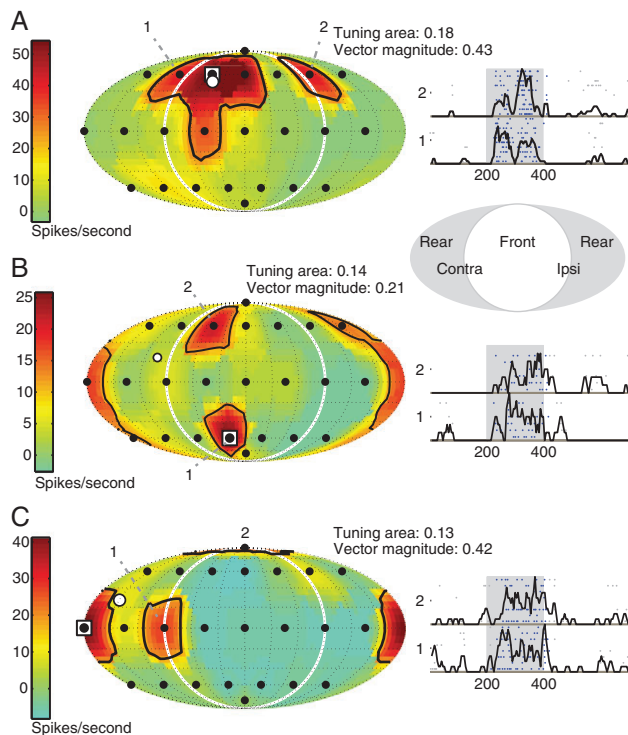 A
1
2
Tuning area: 0.18
Vector magnitude: 0.43
50
40
30
20
10
0
Spikes/second
2
1
200 400
Rear Front Rear
Contra Ipsi
B
2
Tuning area: 0.14
Vector magnitude: 0.21
25
20
15
10
5
0
1
Spikes/second
2
1
200 400
C
1
2
Tuning area: 0.13
Vector magnitude: 0.42
40
30
20
10
0
Spikes/second
2
1
200 400